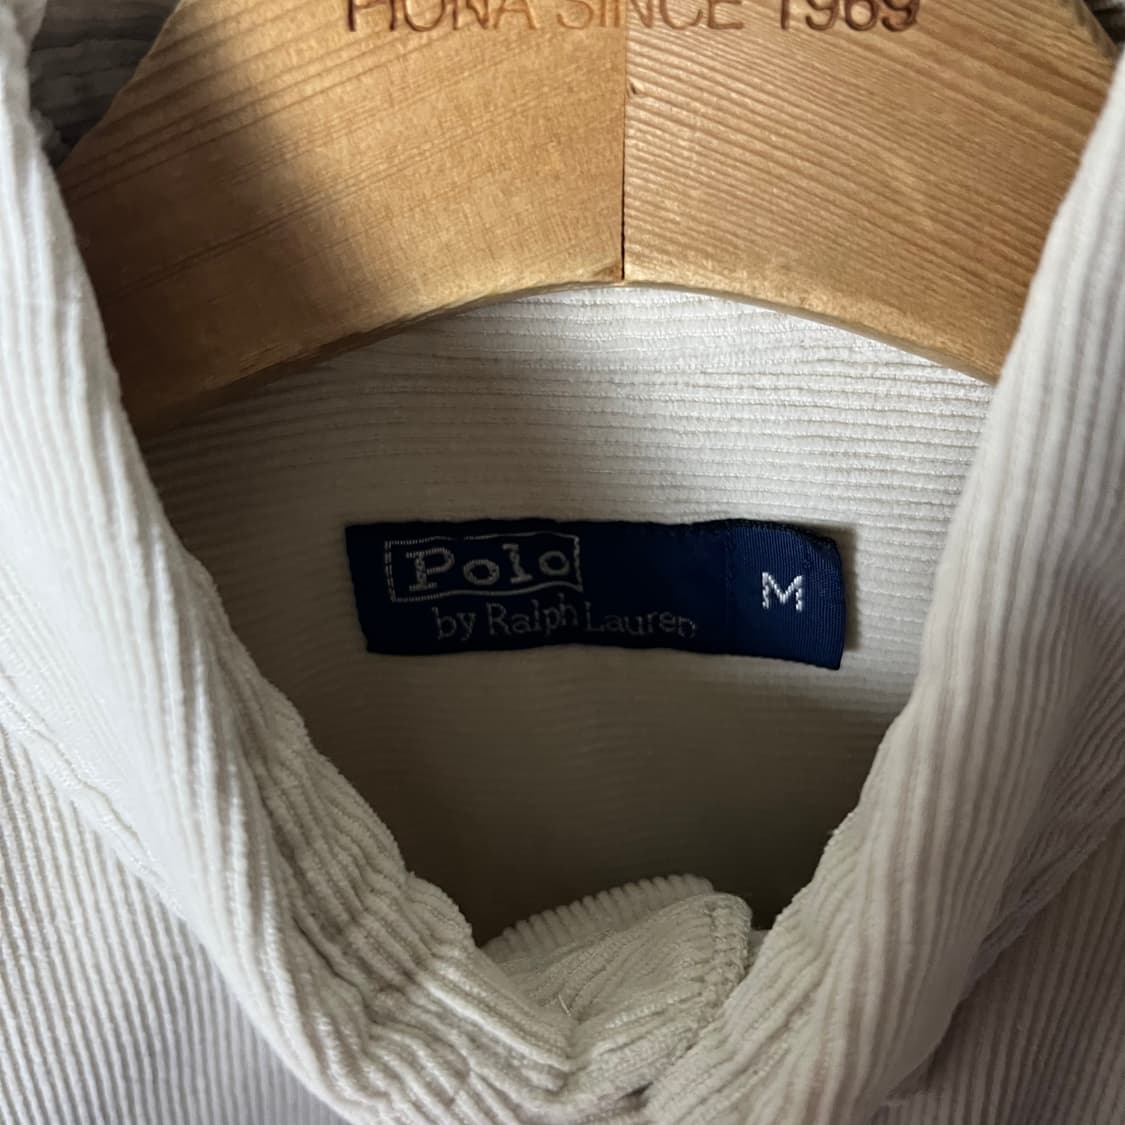 SINCE 1969
Polo
by Ralph Lauren
M